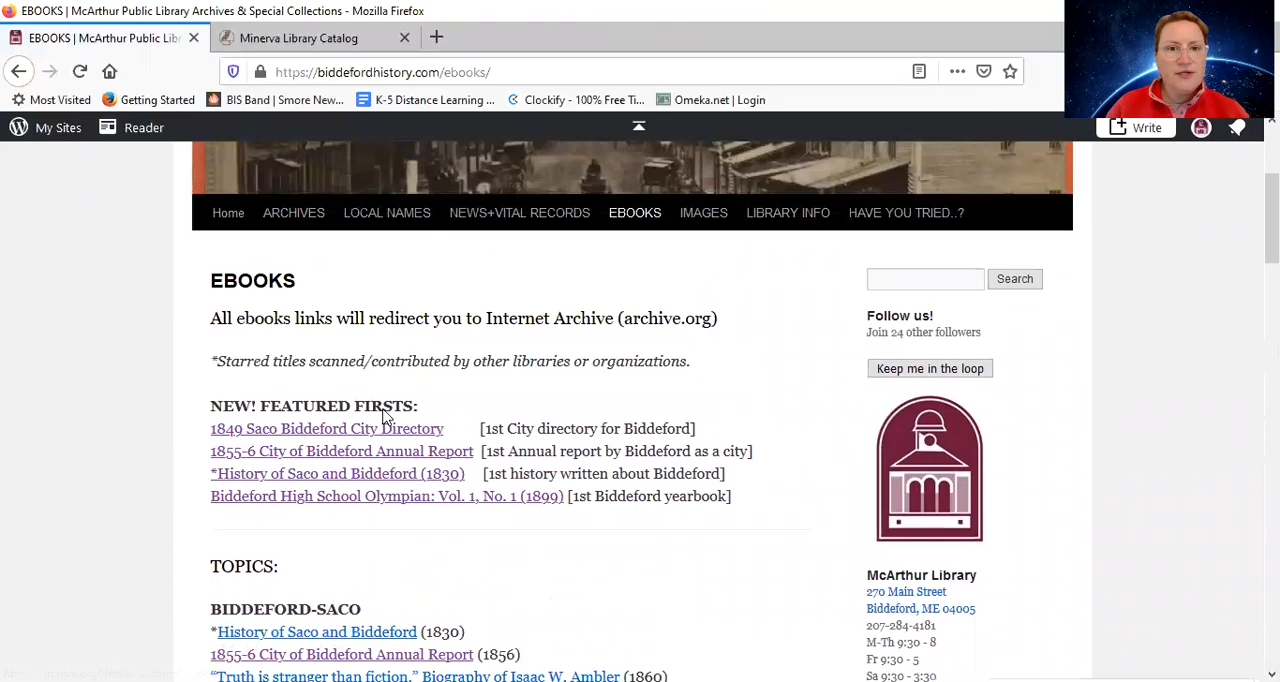 EBOOKS | McArthur Public Library Archives & Special Collections - Mozilla Firefox
EBOOKS | McArthur Public Libr
Minerva Library Catalog
https://biddefordhistory.com/ebooks/
Most Visited Getting Started BIS Band | Smore New... K-5 Distance Learning ... Clockify - 100% Free Ti... Omeka.net | Login
My Sites Reader Write
Home ARCHIVES LOCAL NAMES NEWS+VITAL RECORDS EBOOKS IMAGES LIBRARY INFO HAVE YOU TRIED..?
EBOOKS
All ebooks links will redirect you to Internet Archive (archive.org)
*Starred titles scanned/contributed by other libraries or organizations.
NEW! FEATURED FIRSTS:
1849 Saco Biddeford City Directory [1st City directory for Biddeford]
1855-6 City of Biddeford Annual Report [1st Annual report by Biddeford as a city]
*History of Saco and Biddeford (1830) [1st history written about Biddeford]
Biddeford High School Olympian: Vol. 1, No. 1 (1899) [1st Biddeford yearbook]
TOPICS:
BIDDEFORD-SACO
*History of Saco and Biddeford (1830)
1855-6 City of Biddeford Annual Report (1856)
"Truth is stranger than fiction." Biography of Isaac W. Ambler (1860)
Search
Follow us!
Join 24 other followers
Keep me in the loop
McArthur Library
270 Main Street
Biddeford, ME 04005
207-284-4181
M-Th 9:30 - 8
Fr 9:30 - 5
Sa 9:30 - 3:30